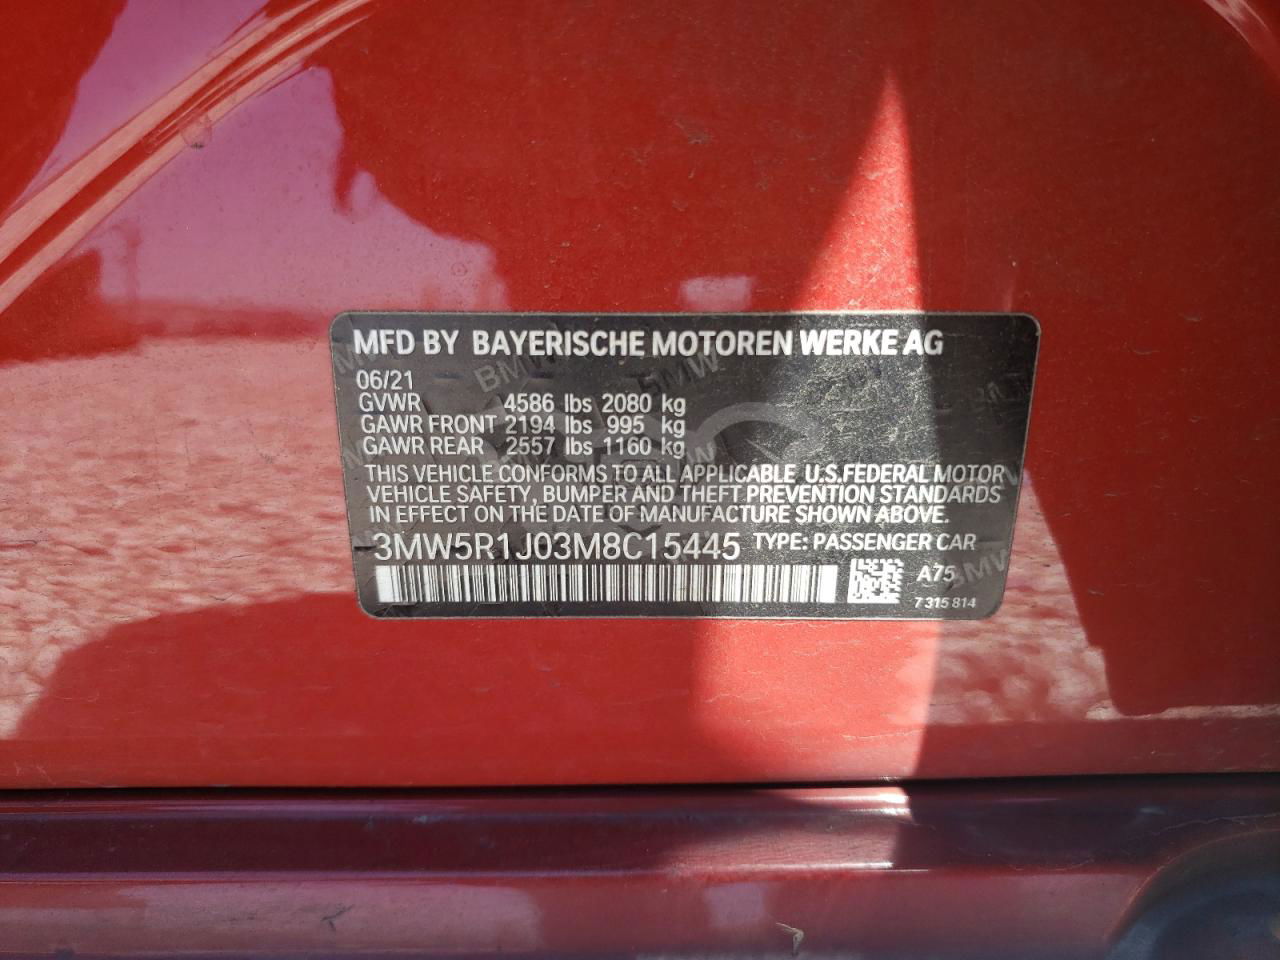 MFD BY BAYERISCHE MOTOREN WERKE AG
06/21
GVWR 4586 lbs 2080 kg
GAWR FRONT 2194 lbs 995 kg
GAWR REAR 2557 lbs 1160 kg
THIS VEHICLE CONFORMS TO ALL APPLICABLE U.S.FEDERAL MOTOR
VEHICLE SAFETY, BUMPER AND THEFT PREVENTION STANDARDS
IN EFFECT ON THE DATE OF MANUFACTURE SHOWN ABOVE.
3MW5R1J03M8C15445 TYPE: PASSENGER CAR
A75
7 315 814